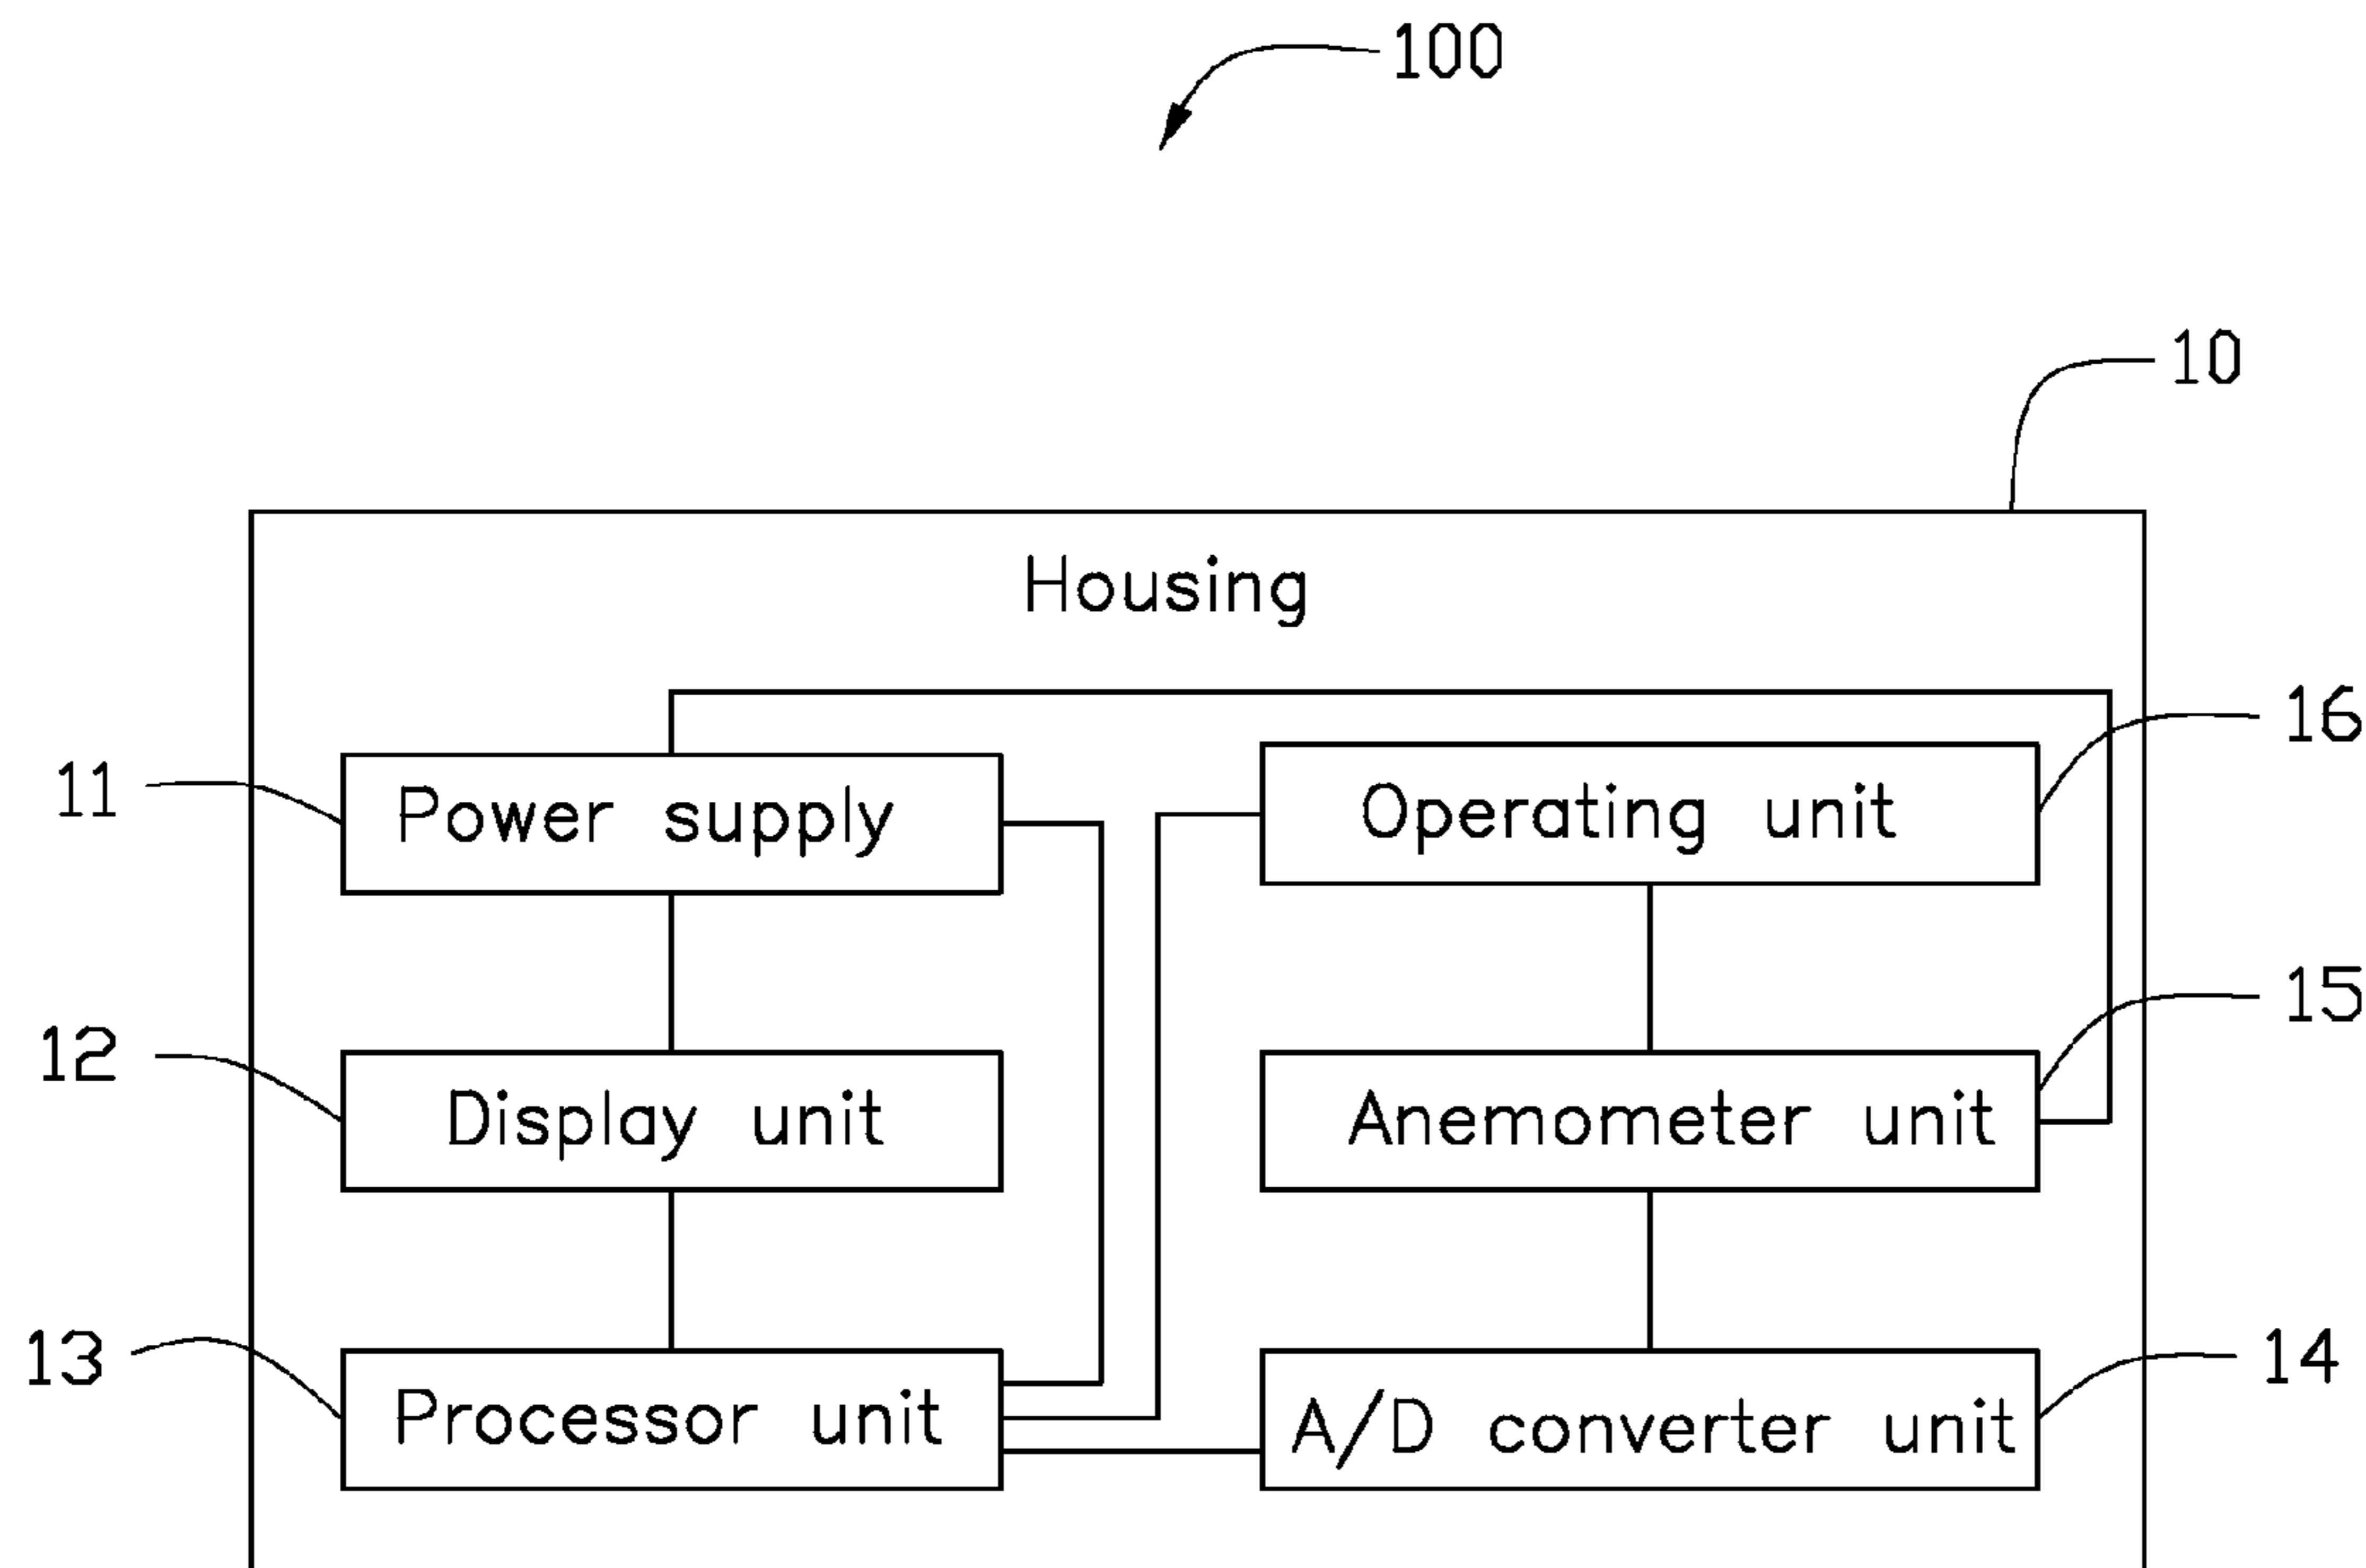 100
10
Housing
11
Power supply
Operating unit
16
12
Display unit
Anemometer unit
15
13
Processor unit
A/D converter unit
14